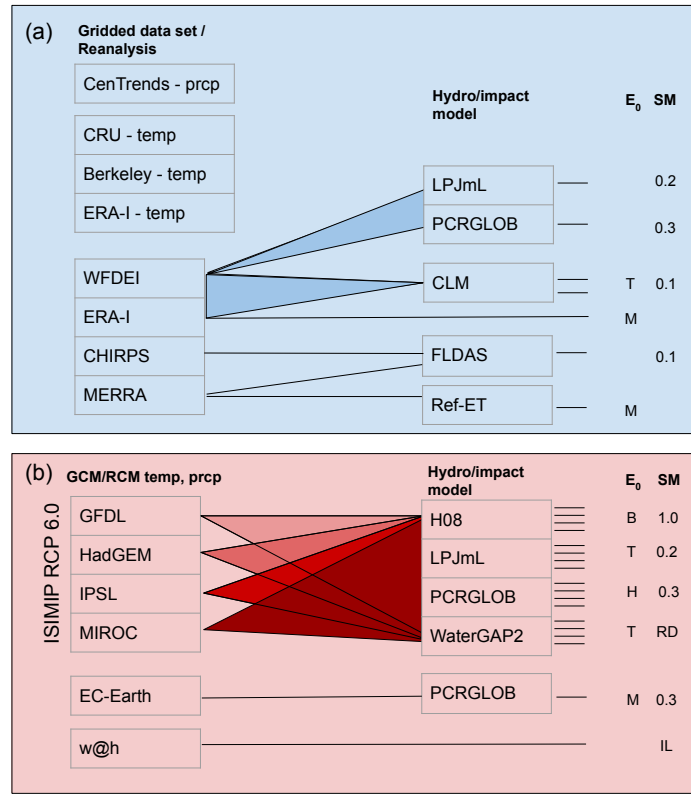 (a)
Gridded data set /
Reanalysis
CenTrends - prcp
CRU - temp
Berkeley - temp
ERA-I - temp
WFDEI
ERA-I
CHIRPS
MERRA
Hydro/impact
model
E0 SM
LPJmL 0.2
PCRGLOB 0.3
CLM T 0.1
M
FLDAS 0.1
Ref-ET M
(b)
GCM/RCM temp, prcp
Hydro/impact
model
E0 SM
ISIMIP RCP 6.0
GFDL
HadGEM
IPSL
MIROC
EC-Earth
w@h
H08 B 1.0
LPJmL T 0.2
PCRGLOB H 0.3
WaterGAP2 T RD
PCRGLOB M 0.3
IL